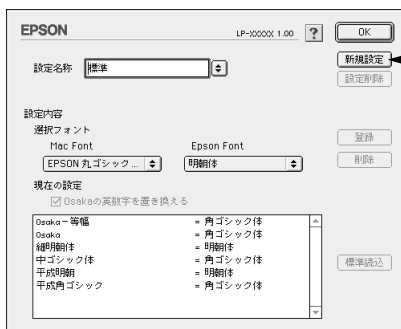 EPSON
LP-XXXXX 1.00 ? OK
設定名称 標準
新規設定
設定削除
設定内容
選択フォント
Mac Font Epson Font
EPSON 丸ゴシック... 明朝体
登録
削除
現在の設定
Osakaの英数字を置き換える
Osaka－等幅 = 角ゴシック体
Osaka = 角ゴシック体
細明朝体 = 明朝体
中ゴシック体 = 角ゴシック体
平成明朝 = 明朝体
平成角ゴシック = 角ゴシック体
標準読込